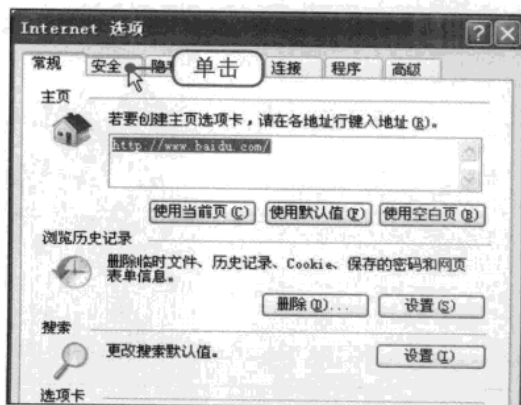 Internet 选项
常规 安全 隐 单击 连接 程序 高级
主页
若要创建主页选项卡，请在各地址行键入地址(R)。
http://www.baidu.com/
使用当前页(C) 使用默认值(F) 使用空白页(B)
浏览历史记录
删除临时文件、历史记录、Cookie、保存的密码和网页
表单信息。
删除(D)... 设置(S)
搜索
更改搜索默认值。
设置(I)
选项卡